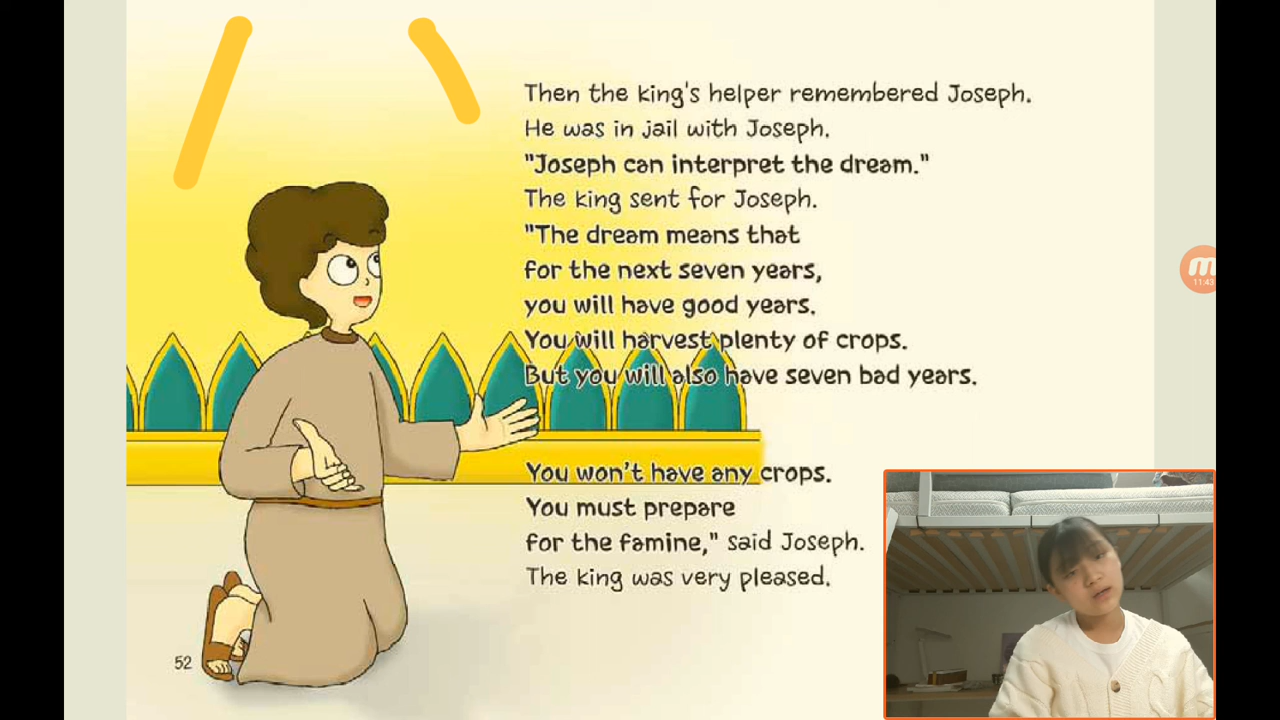 Then the king's helper remembered Joseph.
He was in jail with Joseph.
"Joseph can interpret the dream."
The king sent for Joseph.
"The dream means that
for the next seven years,
you will have good years.
You will harvest plenty of crops.
But you will also have seven bad years.
You won't have any crops.
You must prepare
for the famine," said Joseph.
The king was very pleased.
52
11:43